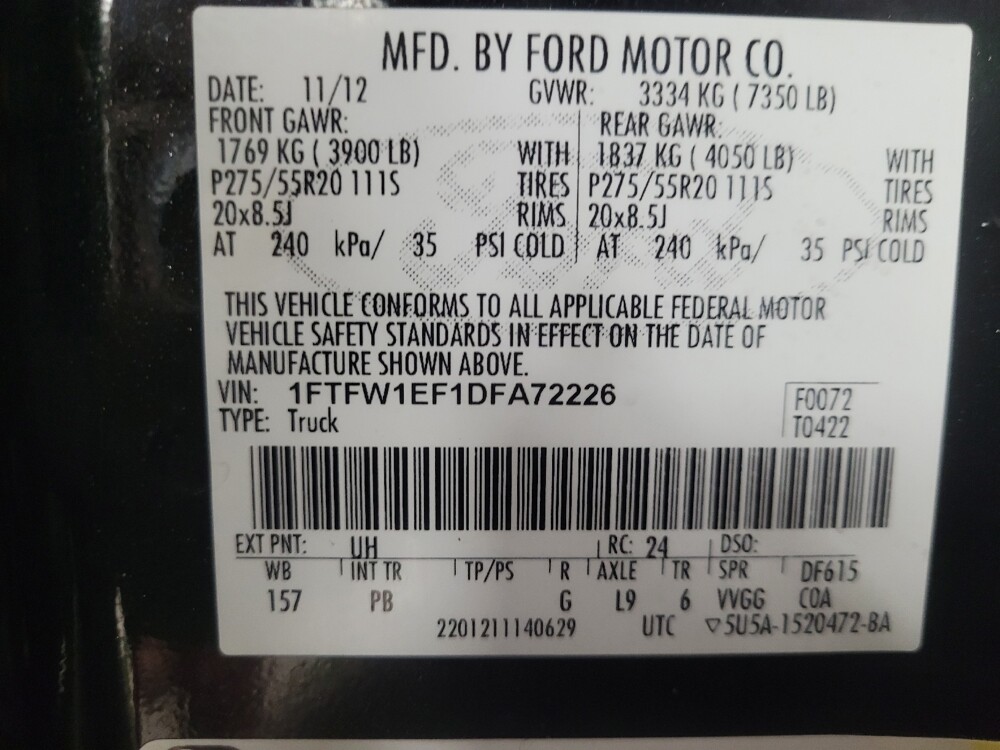 MFD. BY FORD MOTOR CO.
DATE: 11/12 GVWR: 3334 KG ( 7350 LB)
FRONT GAWR: REAR GAWR:
1769 KG ( 3900 LB) WITH 1837 KG ( 4050 LB) WITH
P275/55R20 111S TIRES P275/55R20 111S TIRES
20x8.5J RIMS 20x8.5J RIMS
AT 240 kPa/ 35 PSI COLD AT 240 kPa/ 35 PSI COLD
THIS VEHICLE CONFORMS TO ALL APPLICABLE FEDERAL MOTOR
VEHICLE SAFETY STANDARDS IN EFFECT ON THE DATE OF
MANUFACTURE SHOWN ABOVE.
VIN: 1FTFW1EF1DFA72226 F0072
TYPE: Truck T0422
EXT PNT: UH RC: 24 DSO:
WB INT TR TP/PS R AXLE TR SPR DF615
157 PB G L9 6 VVGG COA
2201211140629 UTC ▽5U5A-1520472-BA